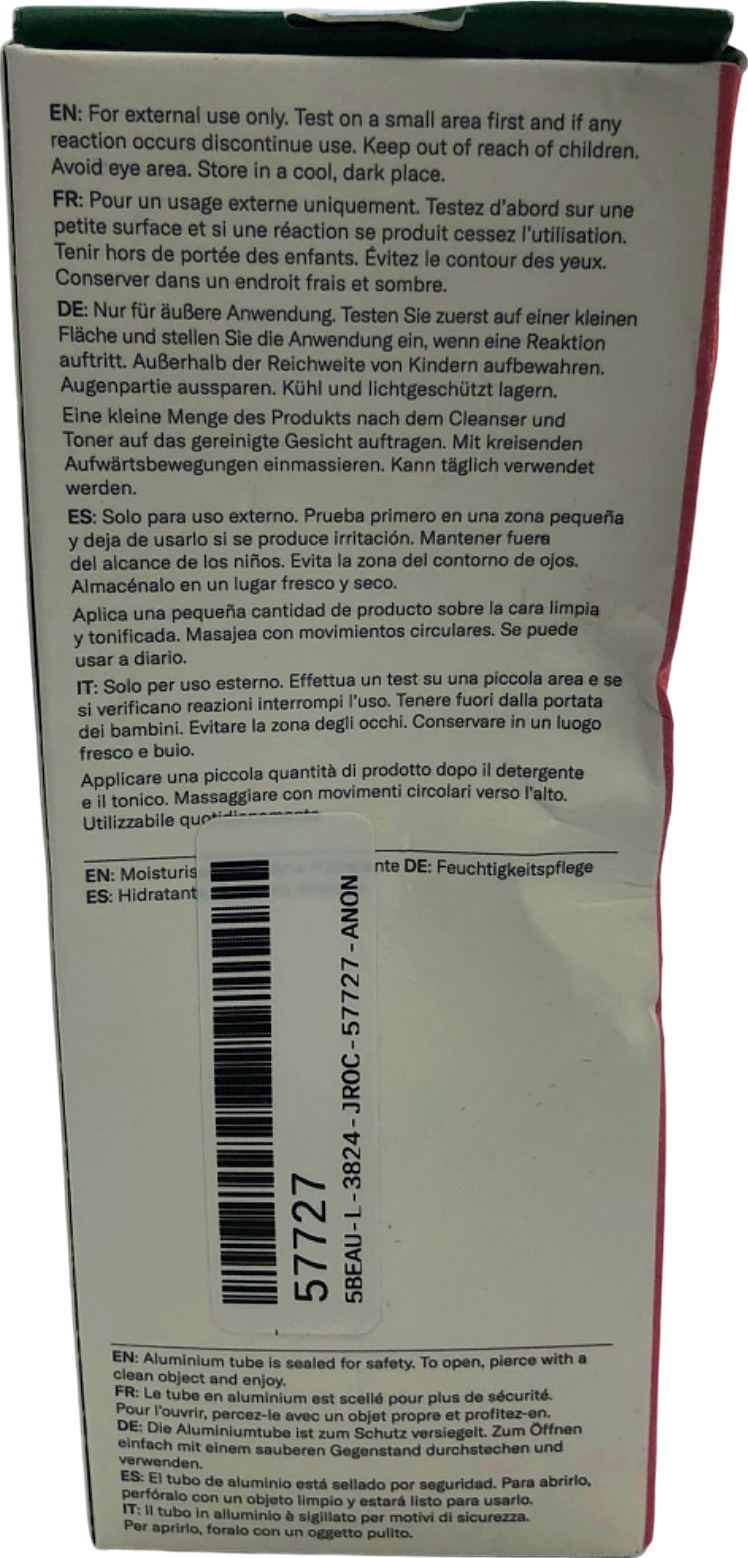 EN: For external use only. Test on a small area first and if any
reaction occurs discontinue use. Keep out of reach of children.
Avoid eye area. Store in a cool, dark place.
FR: Pour un usage externe uniquement. Testez d'abord sur une
petite surface et si une réaction se produit cessez l'utilisation.
Tenir hors de portée des enfants. Évitez le contour des yeux.
Conserver dans un endroit frais et sombre.
DE: Nur für äußere Anwendung. Testen Sie zuerst auf einer kleinen
Fläche und stellen Sie die Anwendung ein, wenn eine Reaktion
auftritt. Außerhalb der Reichweite von Kindern aufbewahren.
Augenpartie aussparen. Kühl und lichtgeschützt lagern.
Eine kleine Menge des Produkts nach dem Cleanser und
Toner auf das gereinigte Gesicht auftragen. Mit kreisenden
Aufwärtsbewegungen einmassieren. Kann täglich verwendet
werden.
ES: Solo para uso externo. Prueba primero en una zona pequeña
y deja de usarlo si se produce irritación. Mantener fuera
del alcance de los niños. Evita la zona del contorno de ojos.
Almacénalo en un lugar fresco y seco.
Aplica una pequeña cantidad de producto sobre la cara limpia
y tonificada. Masajea con movimientos circulares. Se puede
usar a diario.
IT: Solo per uso esterno. Effettua un test su una piccola area e se
si verificano reazioni interrompi l'uso. Tenere fuori dalla portata
dei bambini. Evitare la zona degli occhi. Conservare in un luogo
fresco e buio.
Applicare una piccola quantità di prodotto dopo il detergente
e il tonico. Massaggiare con movimenti circolari verso l'alto.
Utilizzabile
EN: Moisturis nte DE: Feuchtigkeitspflege
ES: Hidratant
57727
5BEAU-L-3824-JROC-57727-ANON
EN: Aluminium tube is sealed for safety. To open, pierce with a
clean object and enjoy.
FR: Le tube en aluminium est scellé pour plus de sécurité.
Pour l'ouvrir, percez-le avec un objet propre et profitez-en.
DE: Die Aluminiumtube ist zum Schutz versiegelt. Zum Öffnen
einfach mit einem sauberen Gegenstand durchstechen und
verwenden.
ES: El tubo de aluminio está sellado por seguridad. Para abrirlo,
perfóralo con un objeto limpio y estará listo para usarlo.
IT: Il tubo in alluminio è sigillato per motivi di sicurezza.
Per aprirlo, foralo con un oggetto pulito.